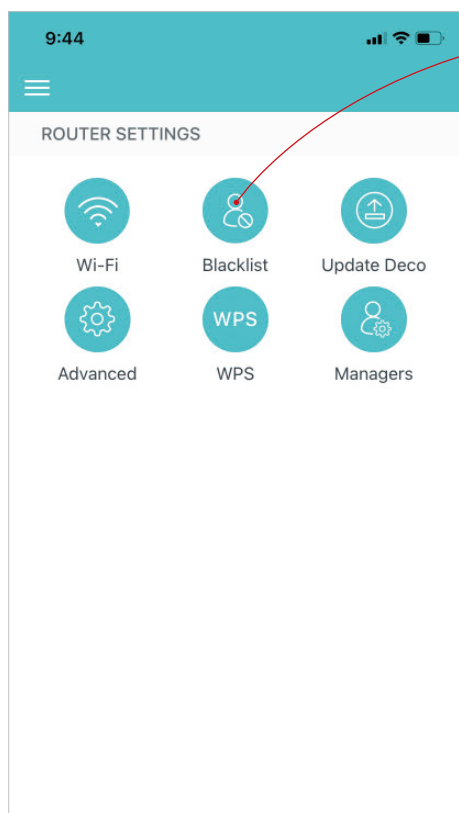 9:44
ROUTER SETTINGS
Wi-Fi Blacklist Update Deco
WPS
Advanced WPS Managers